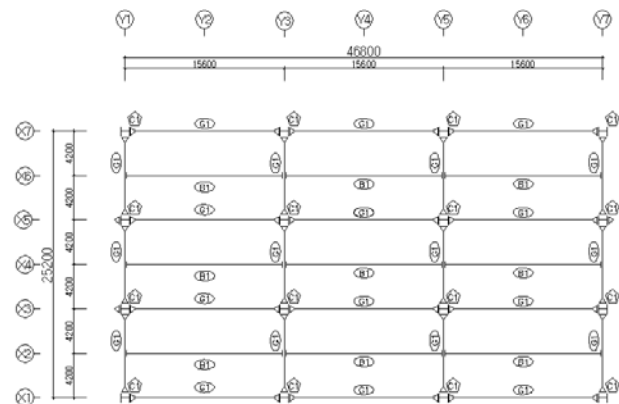 Y1 Y2 Y3 Y4 Y5 Y6 Y7
46800
15600 15600 15600
C1 C1 C1 C1
X7 G1 G1 G1
4200 G1 G1 G1 G1
X6
4200 B1 B1 B1
C1 G1 C1 G1 C1 G1 C1
X5
4200 G1 G1 G1 G1
25200
X4
4200 B1 B1 B1
C1 G1 C1 G1 C1 G1 C1
X3
4200 G1 G1 G1 G1
X2
4200 B1 B1 B1
C1 G1 C1 G1 C1 G1 C1
X1